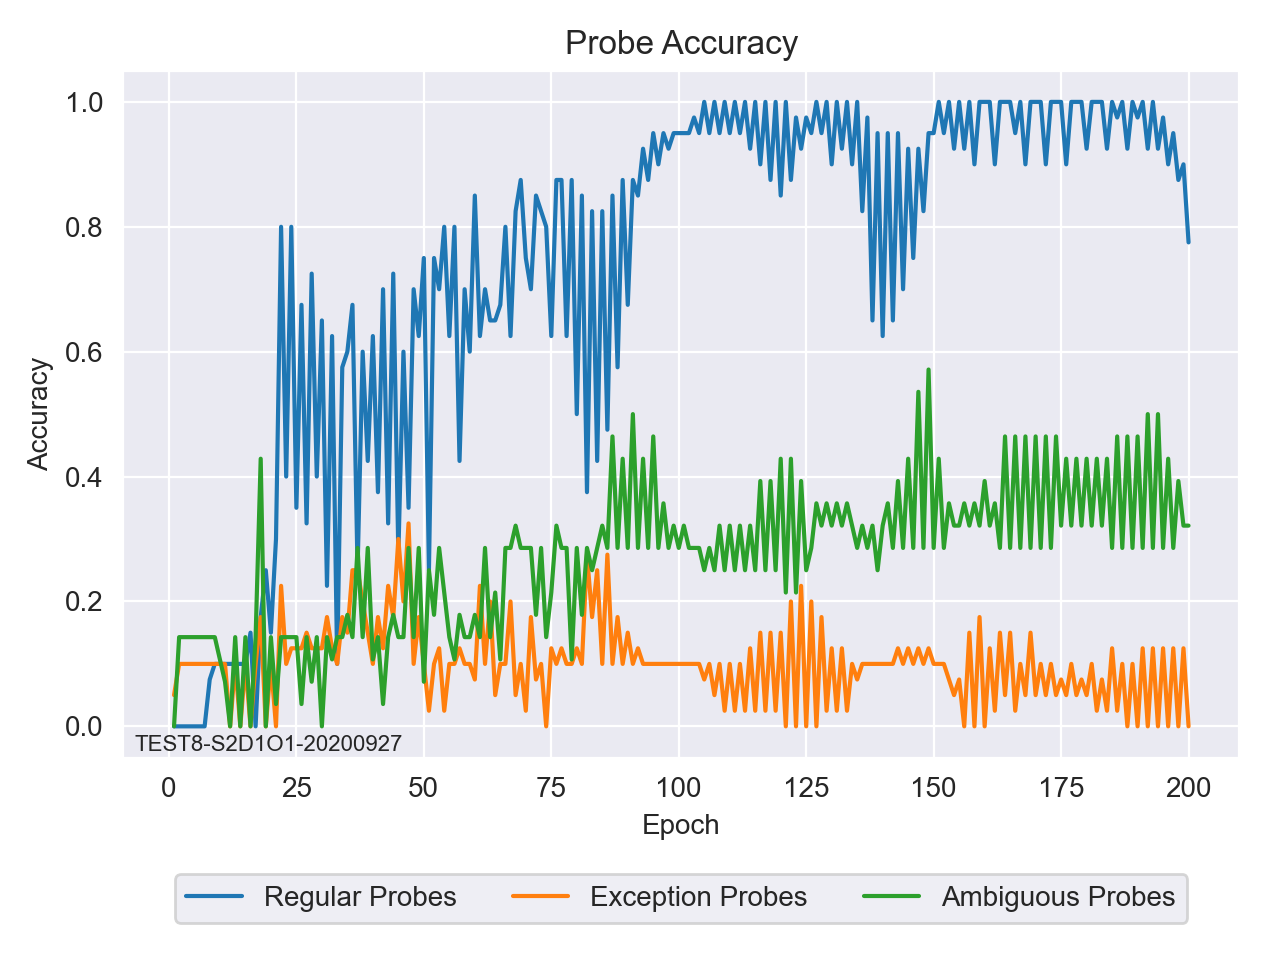 Probe Accuracy
1.0
0.8
0.6
0.4
0.2
0.0
Accuracy
TEST8-S2D1O1-20200927
0 25 50 75 100 125 150 175 200
Epoch
Regular Probes Exception Probes Ambiguous Probes